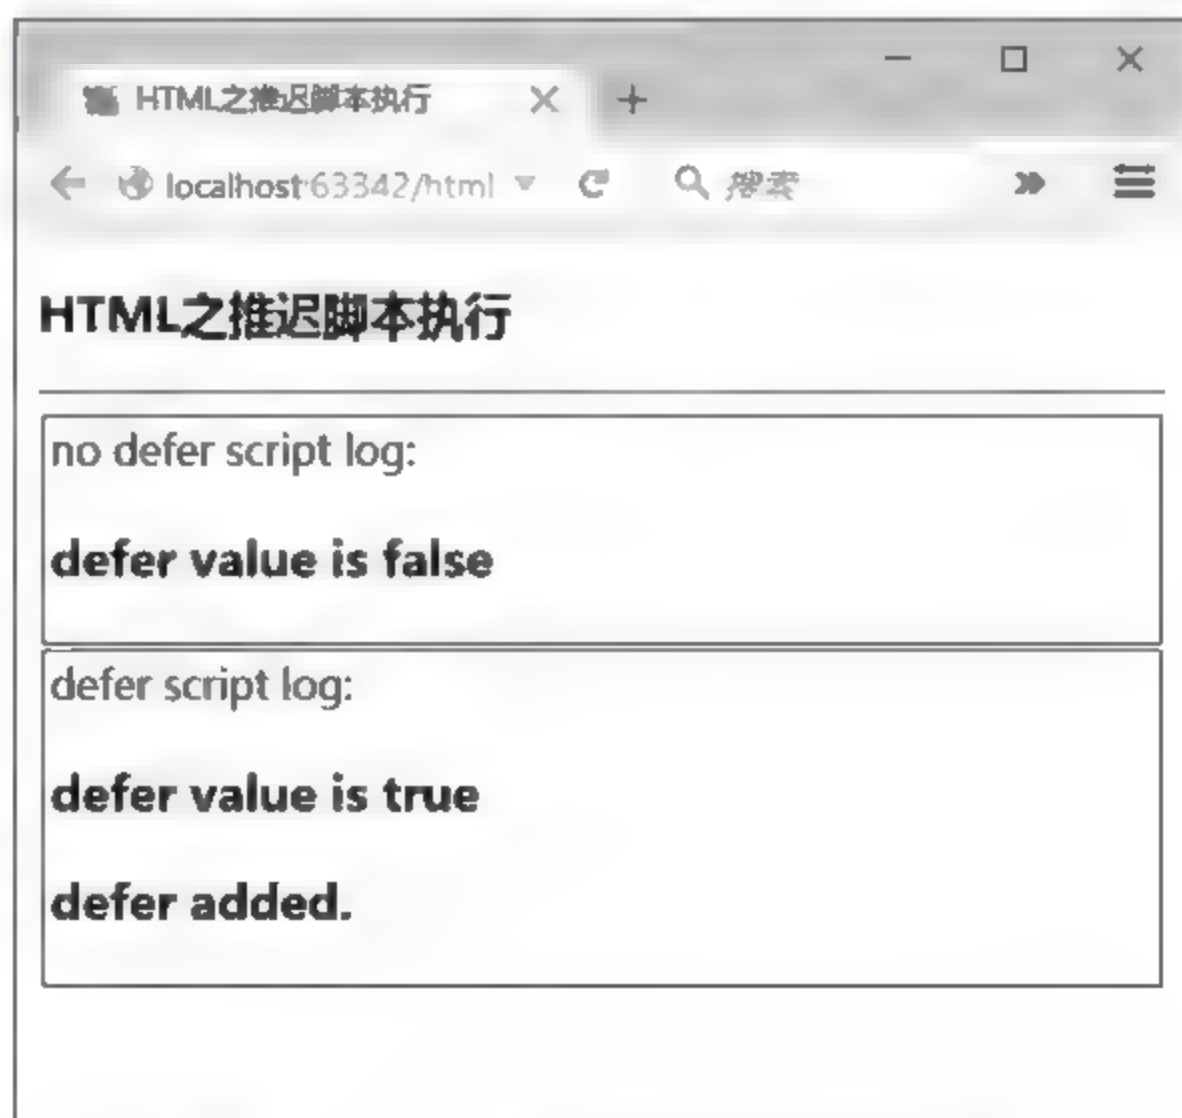 HTML之推迟脚本执行
localhost:63342/html
搜索
HTML之推迟脚本执行
no defer script log:
defer value is false
defer script log:
defer value is true
defer added.